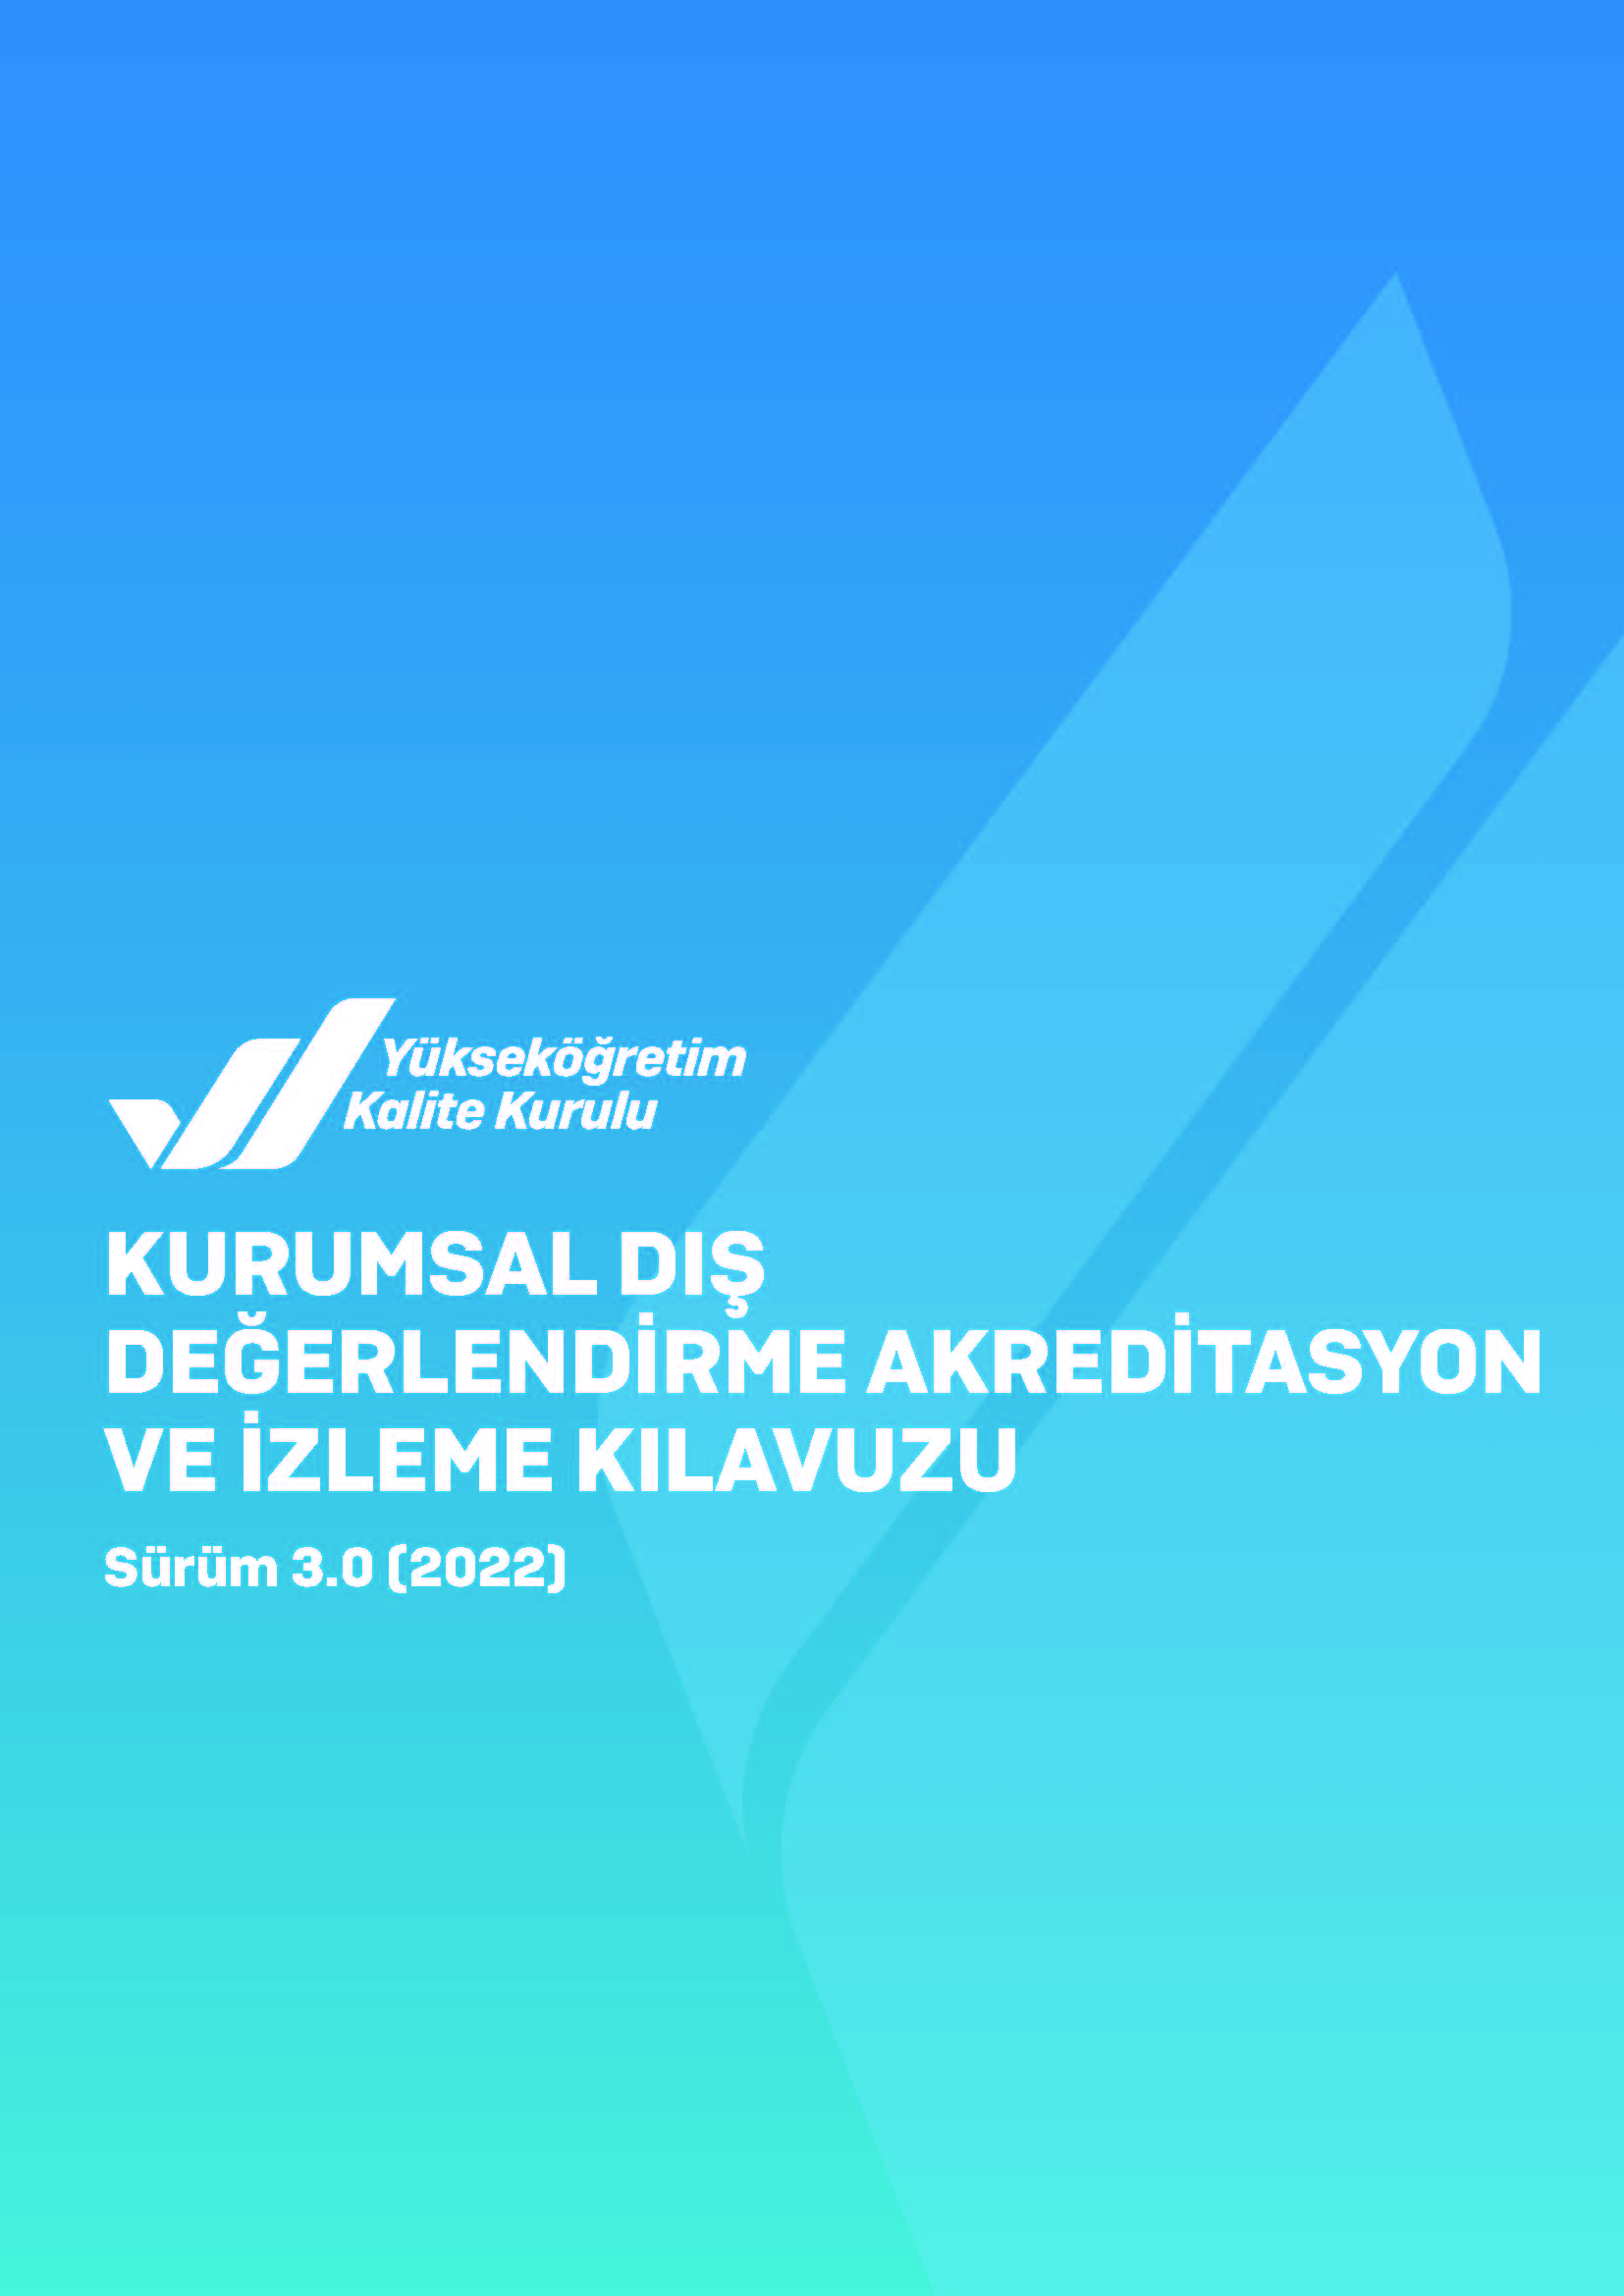 Yükseköğretim
Kalite Kurulu
KURUMSAL DIŞ
DEĞERLENDİRME AKREDİTASYON
VE İZLEME KILAVUZU
Sürüm 3.0 (2022)